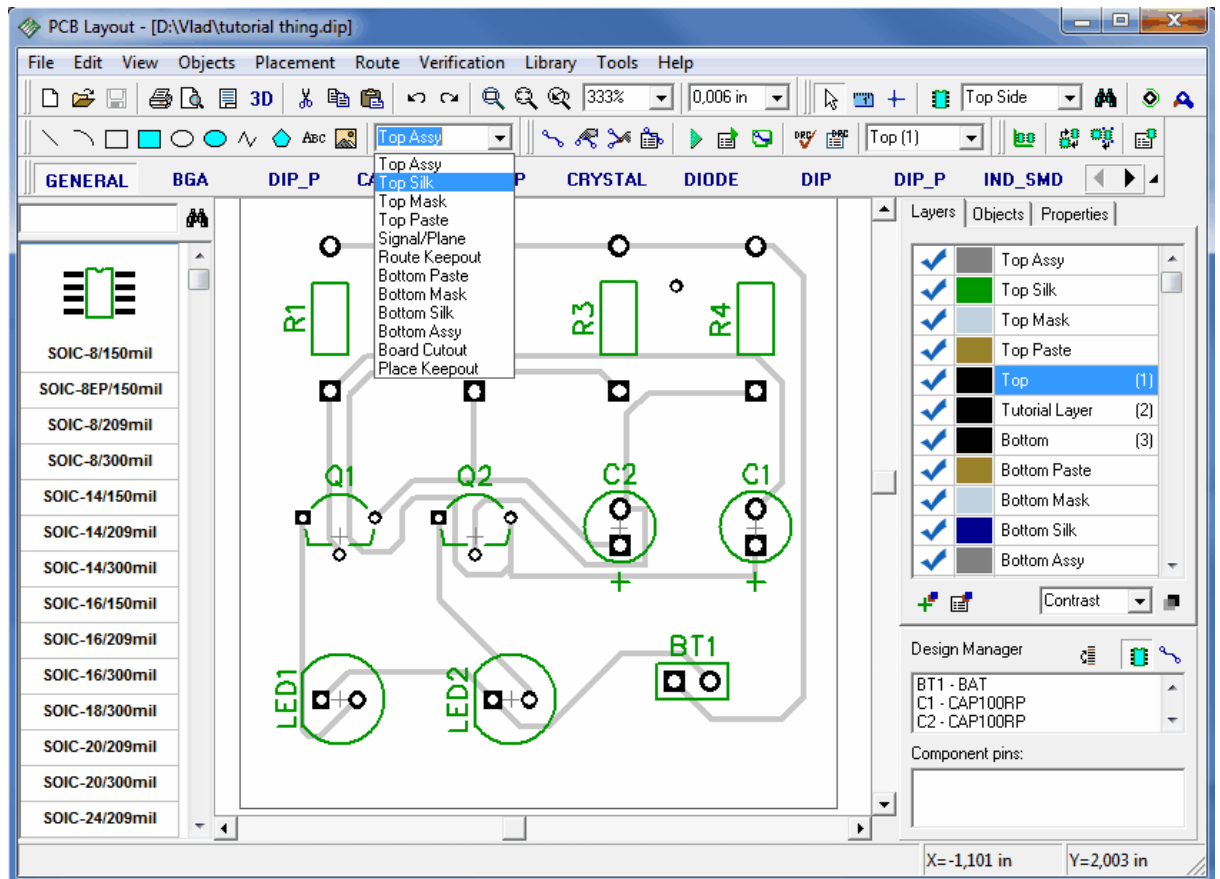 PCB Layout - [D:\Vlad\tutorial thing.dip]
File Edit View Objects Placement Route Verification Library Tools Help
3D 333% 0,006 in Top Side
ABC Top Assy DRC DRC Top (1)
GENERAL BGA DIP_P CA P CRYSTAL DIODE DIP DIP_P IND_SMD
Top Assy
Top Silk
Top Mask
Top Paste
Signal/Plane
Route Keepout
Bottom Paste
Bottom Mask
Bottom Silk
Bottom Assy
Board Cutout
Place Keepout
SOIC-8/150mil
SOIC-8EP/150mil
SOIC-8/209mil
SOIC-8/300mil
SOIC-14/150mil
SOIC-14/209mil
SOIC-14/300mil
SOIC-16/150mil
SOIC-16/209mil
SOIC-16/300mil
SOIC-18/300mil
SOIC-20/209mil
SOIC-20/300mil
SOIC-24/209mil
R1 R3 R4
Q1 Q2 C2 C1
+ +
BT1
LED1 LED2
Layers Objects Properties
Top Assy
Top Silk
Top Mask
Top Paste
Top (1)
Tutorial Layer (2)
Bottom (3)
Bottom Paste
Bottom Mask
Bottom Silk
Bottom Assy
Contrast
Design Manager
BT1 - BAT
C1 - CAP100RP
C2 - CAP100RP
Component pins:
X=-1,101 in Y=2,003 in